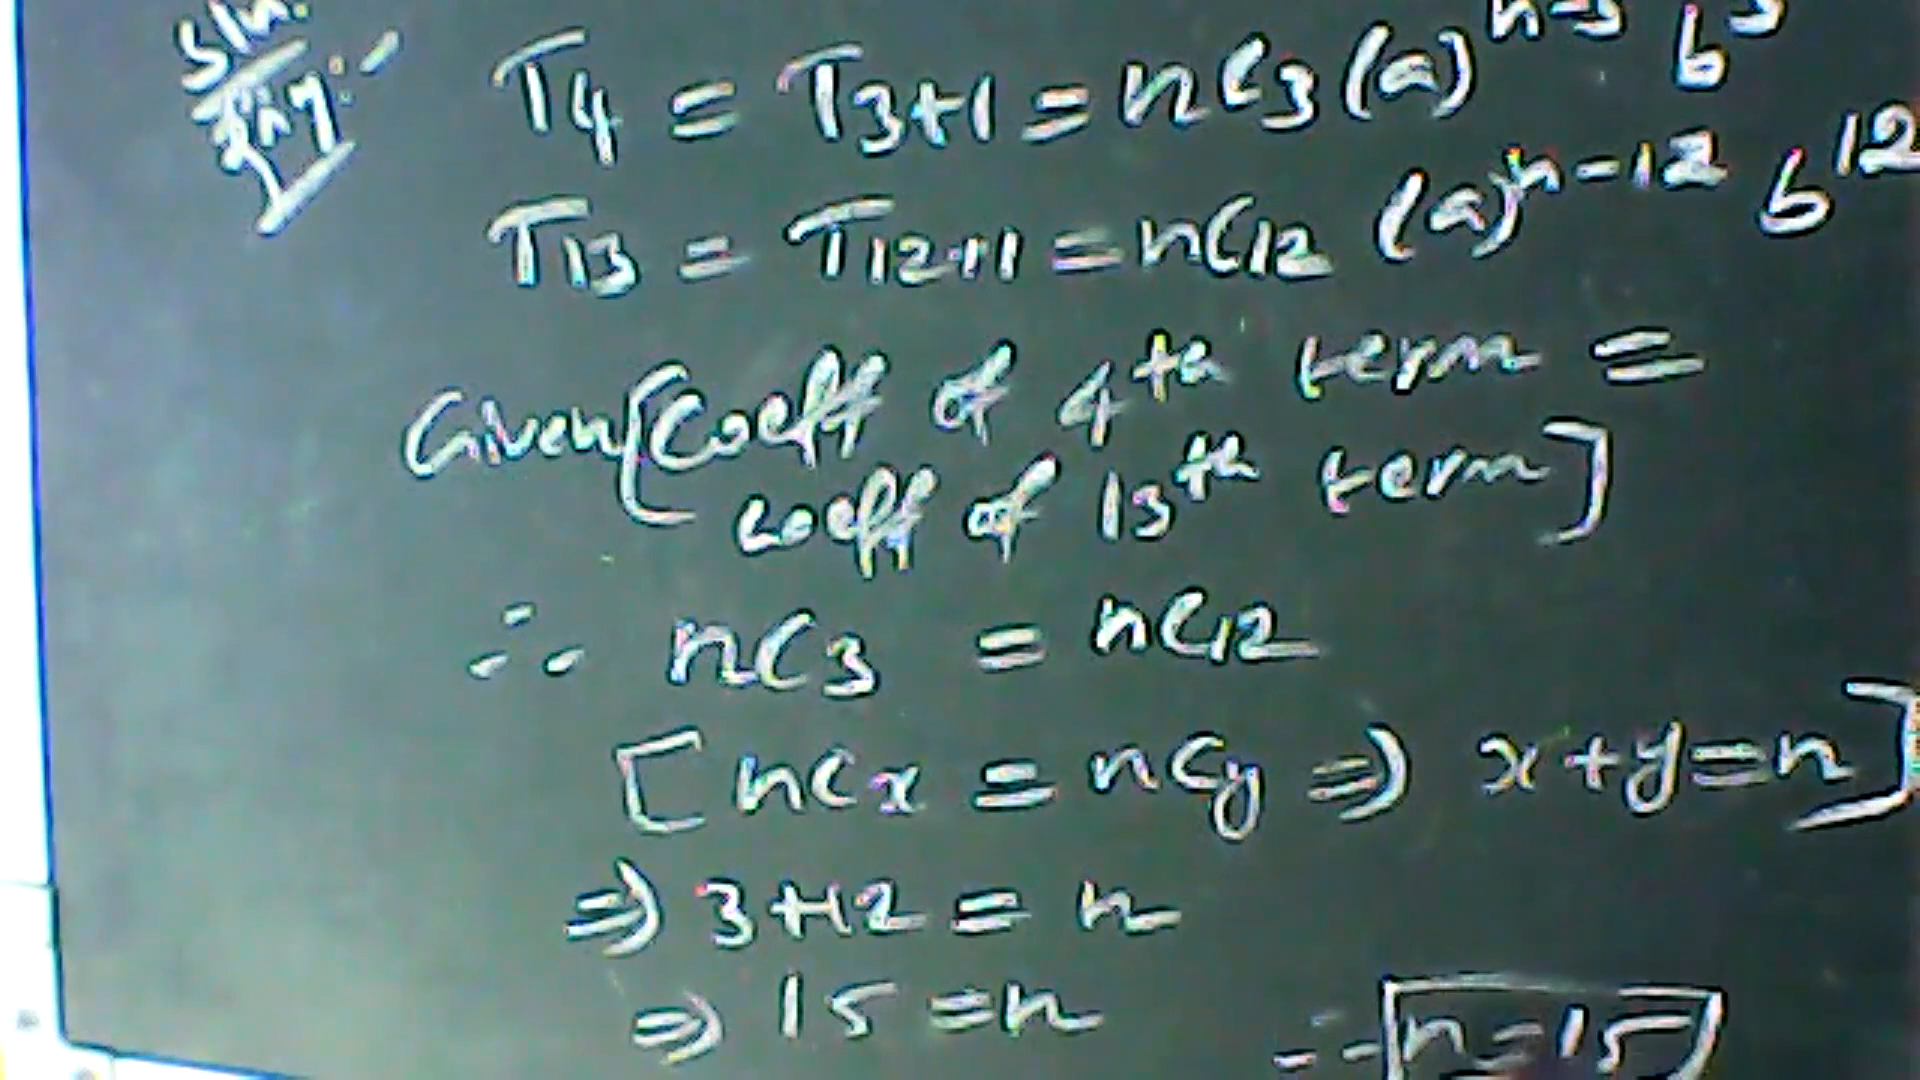 Sln:
T4 = T3+1 = nC3 (a)^n-3 b^3
T13 = T12+1 = nC12 (a)^n-12 b^12
Given [Coeff of 4th term =
coeff of 13th term]
∴ nC3 = nC12
[nCx = nCy ⇒ x+y=n]
⇒ 3+12 = n
⇒ 15 = n ∴ n=15